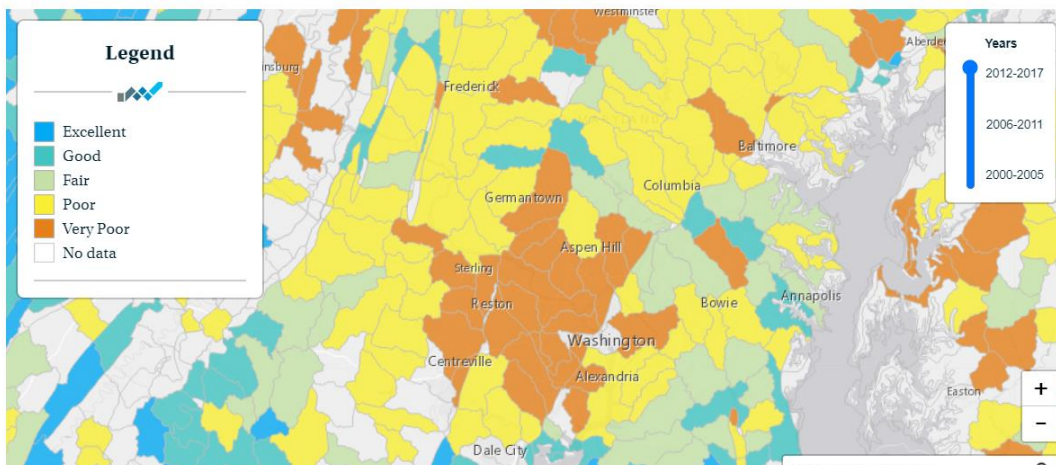 Legend
Excellent
Good
Fair
Poor
Very Poor
No data
Years
2012-2017
2006-2011
2000-2005
Westminster
Frederick
Baltimore
Columbia
Germantown
Aspen Hill
Sterling
Reston
Bowie
Annapolis
Washington
Centreville
Alexandria
Easton
Dale City
+
−